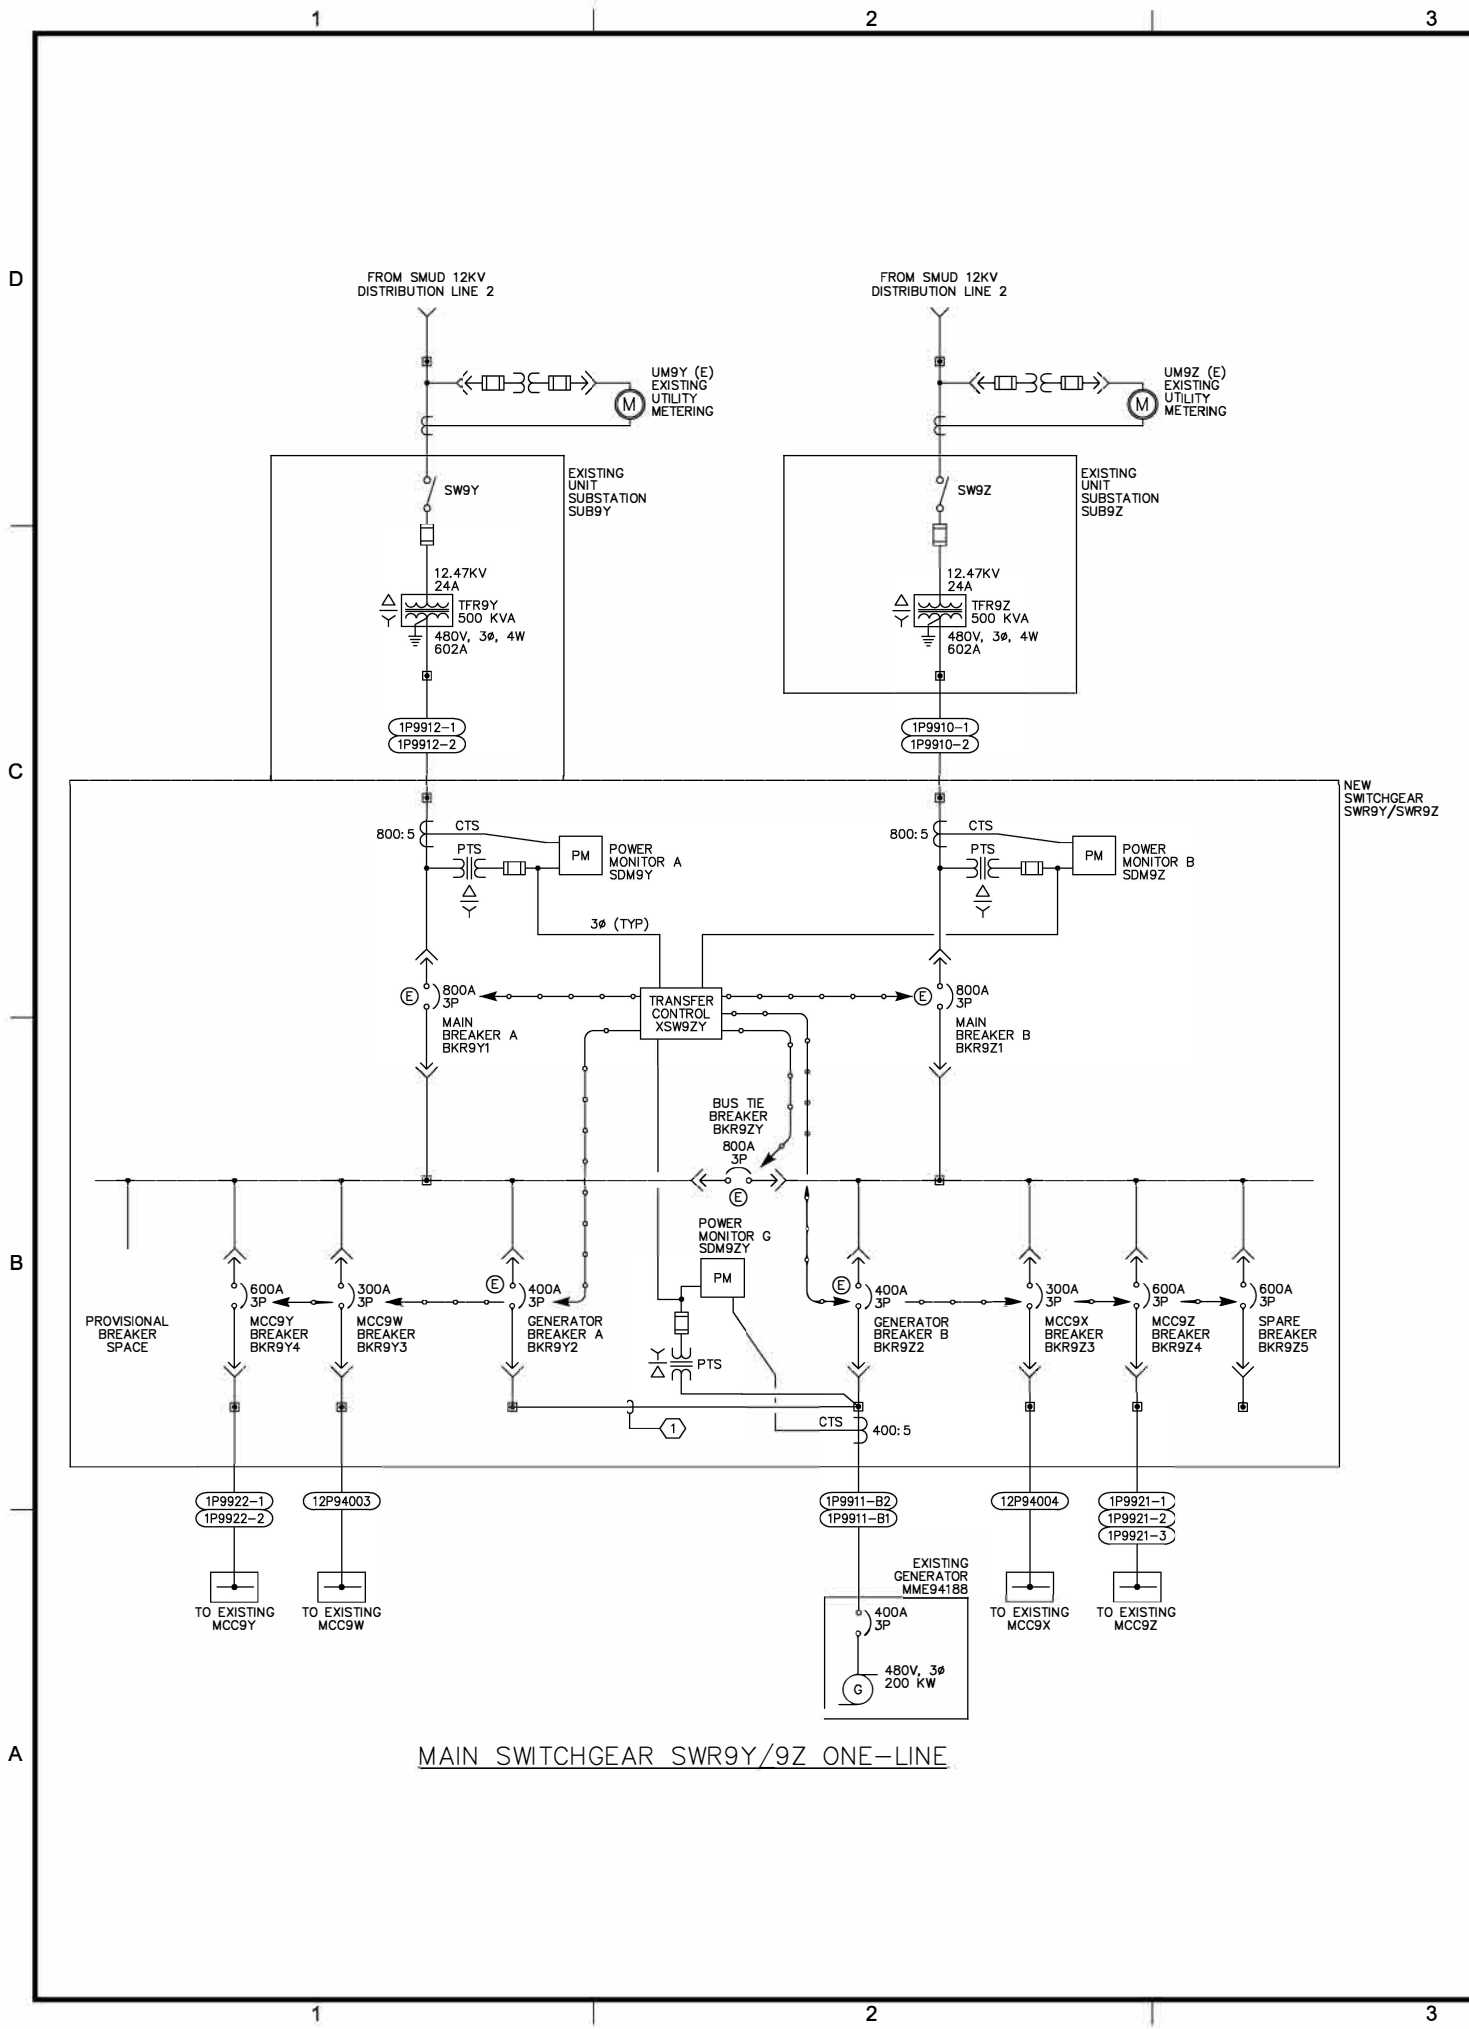 1
2
3
D
C
B
A
FROM SMUD 12KV
DISTRIBUTION LINE 2
FROM SMUD 12KV
DISTRIBUTION LINE 2
M
UM9Y (E)
EXISTING
UTILITY
METERING
M
UM9Z (E)
EXISTING
UTILITY
METERING
SW9Y
EXISTING
UNIT
SUBSTATION
SUB9Y
SW9Z
EXISTING
UNIT
SUBSTATION
SUB9Z
12.47KV
24A
TFR9Y
500 KVA
480V, 3ø, 4W
602A
12.47KV
24A
TFR9Z
500 KVA
480V, 3ø, 4W
602A
1P9912-1
1P9912-2
1P9910-1
1P9910-2
NEW
SWITCHGEAR
SWR9Y/SWR9Z
800:5
CTS
PTS
PM
POWER
MONITOR A
SDM9Y
800:5
CTS
PTS
PM
POWER
MONITOR B
SDM9Z
3ø (TYP)
E
800A
3P
MAIN
BREAKER A
BKR9Y1
TRANSFER
CONTROL
XSW9ZY
E
800A
3P
MAIN
BREAKER B
BKR9Z1
BUS TIE
BREAKER
BKR9ZY
800A
3P
E
POWER
MONITOR G
SDM9ZY
PM
PROVISIONAL
BREAKER
SPACE
600A
3P
MCC9Y
BREAKER
BKR9Y4
300A
3P
MCC9W
BREAKER
BKR9Y3
E
400A
3P
GENERATOR
BREAKER A
BKR9Y2
PTS
E
400A
3P
GENERATOR
BREAKER B
BKR9Z2
300A
3P
MCC9X
BREAKER
BKR9Z3
600A
3P
MCC9Z
BREAKER
BKR9Z4
600A
3P
SPARE
BREAKER
BKR9Z5
1
CTS
400:5
1P9922-1
1P9922-2
12P94003
1P9911-B2
1P9911-B1
12P94004
1P9921-1
1P9921-2
1P9921-3
TO EXISTING
MCC9Y
TO EXISTING
MCC9W
EXISTING
GENERATOR
MME94188
400A
3P
480V, 3ø
200 KW
G
TO EXISTING
MCC9X
TO EXISTING
MCC9Z
MAIN SWITCHGEAR SWR9Y/9Z ONE-LINE
1
2
3